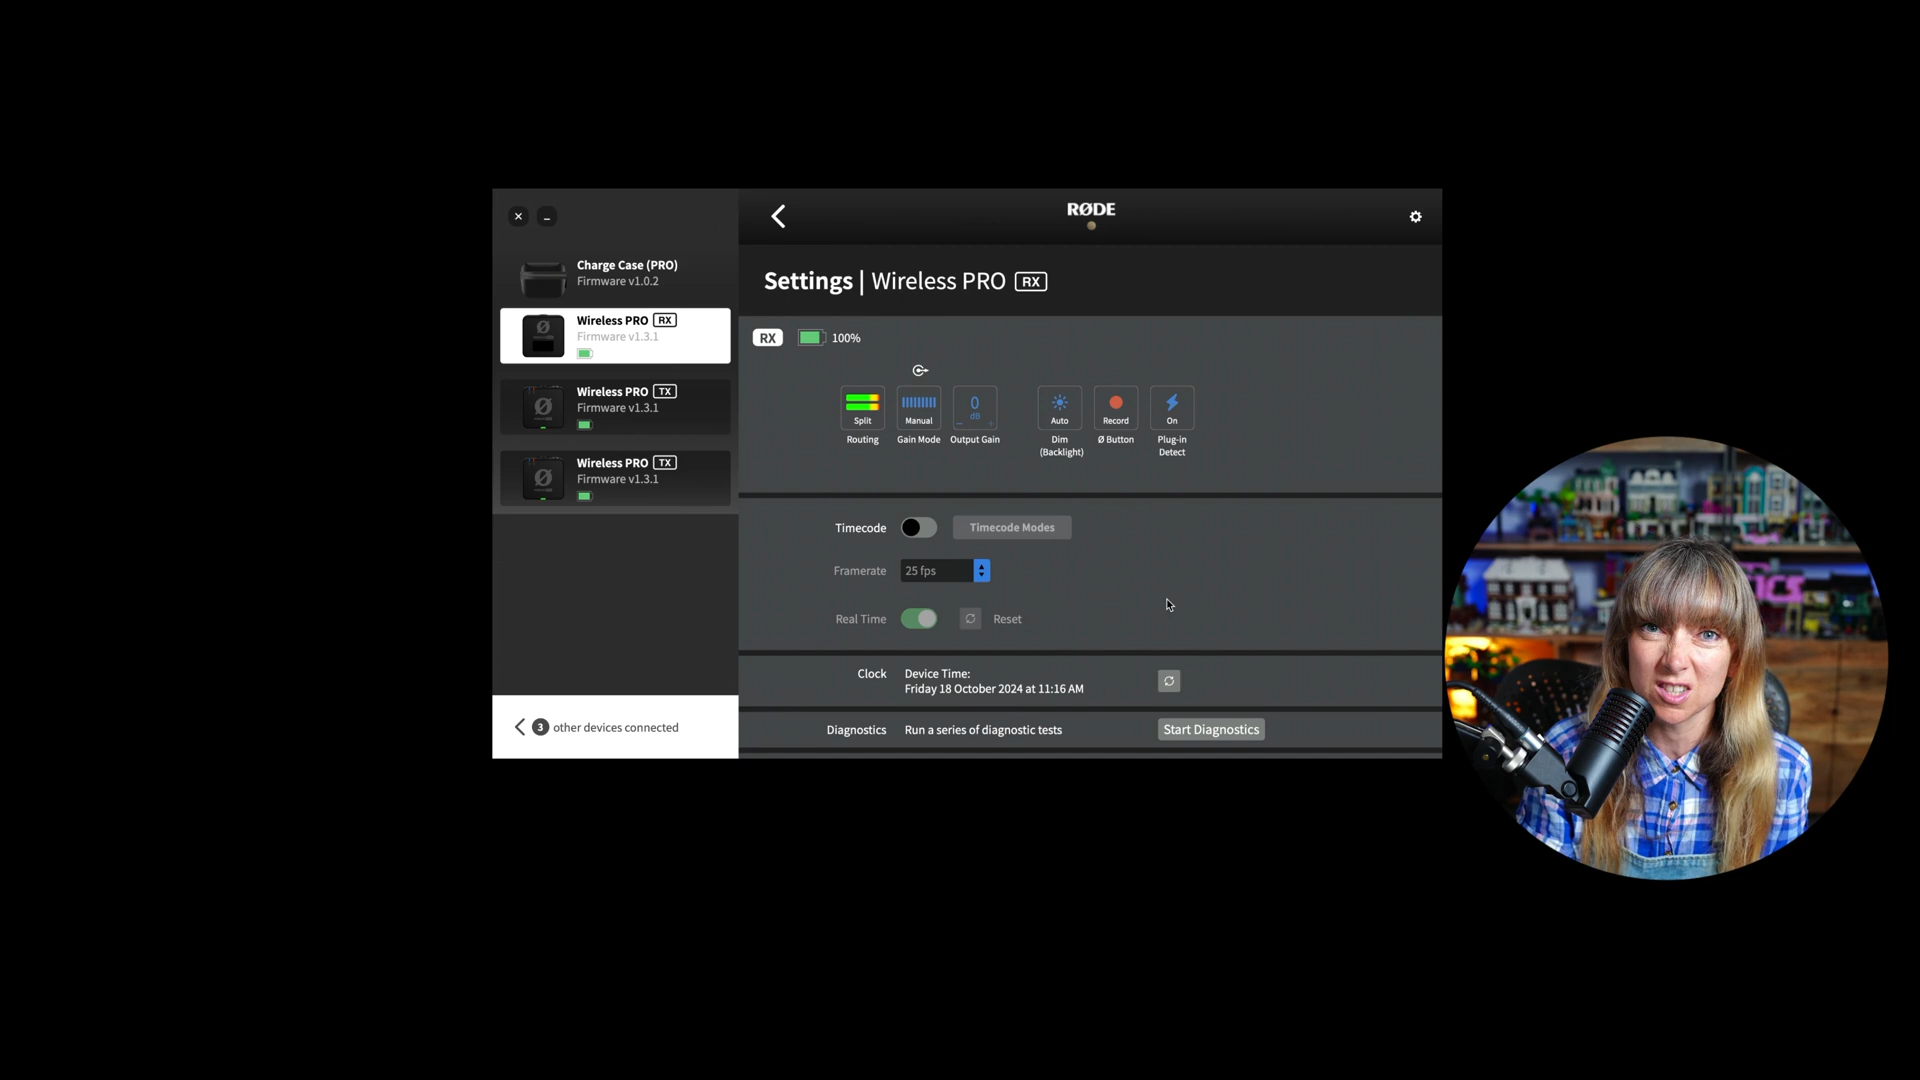 RØDE
Charge Case (PRO)
Firmware v1.0.2
Wireless PRO RX
Firmware v1.3.1
Wireless PRO TX
Firmware v1.3.1
Wireless PRO TX
Firmware v1.3.1
3 other devices connected
Settings | Wireless PRO RX
RX 100%
Split
Routing
Manual
Gain Mode
0
dB
- +
Output Gain
Auto
Dim
(Backlight)
Record
Ø Button
On
Plug-in
Detect
Timecode Timecode Modes
Framerate 25 fps
Real Time Reset
Clock Device Time:
Friday 18 October 2024 at 11:16 AM
Diagnostics Run a series of diagnostic tests Start Diagnostics